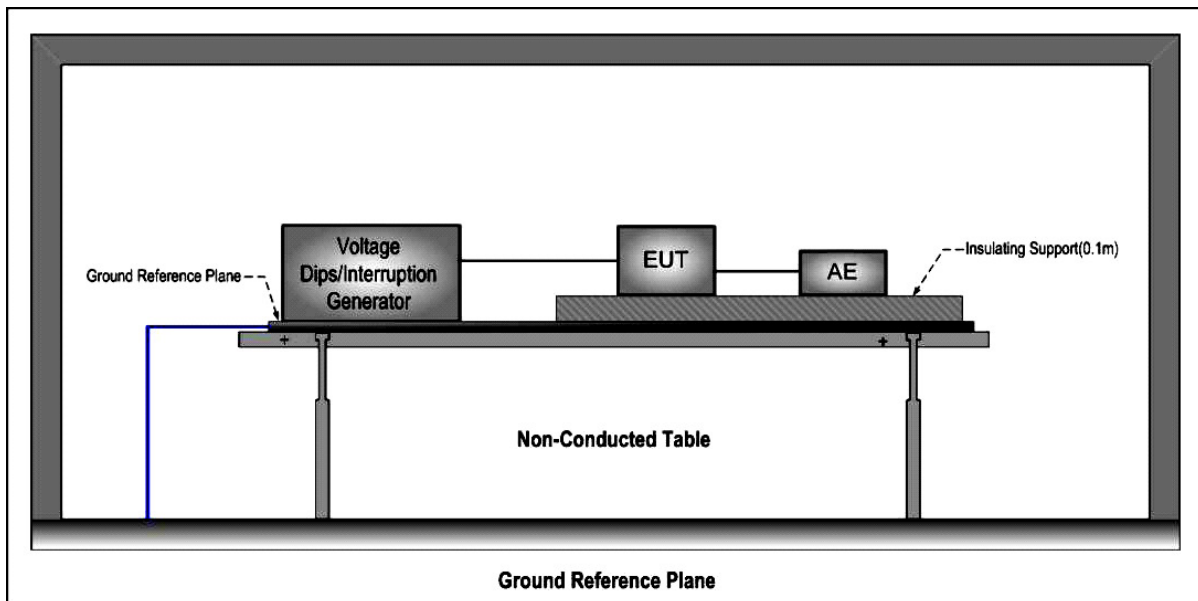 Voltage
Dips/Interruption
Generator
EUT
AE
Insulating Support(0.1m)
Ground Reference Plane
Non-Conducted Table
Ground Reference Plane